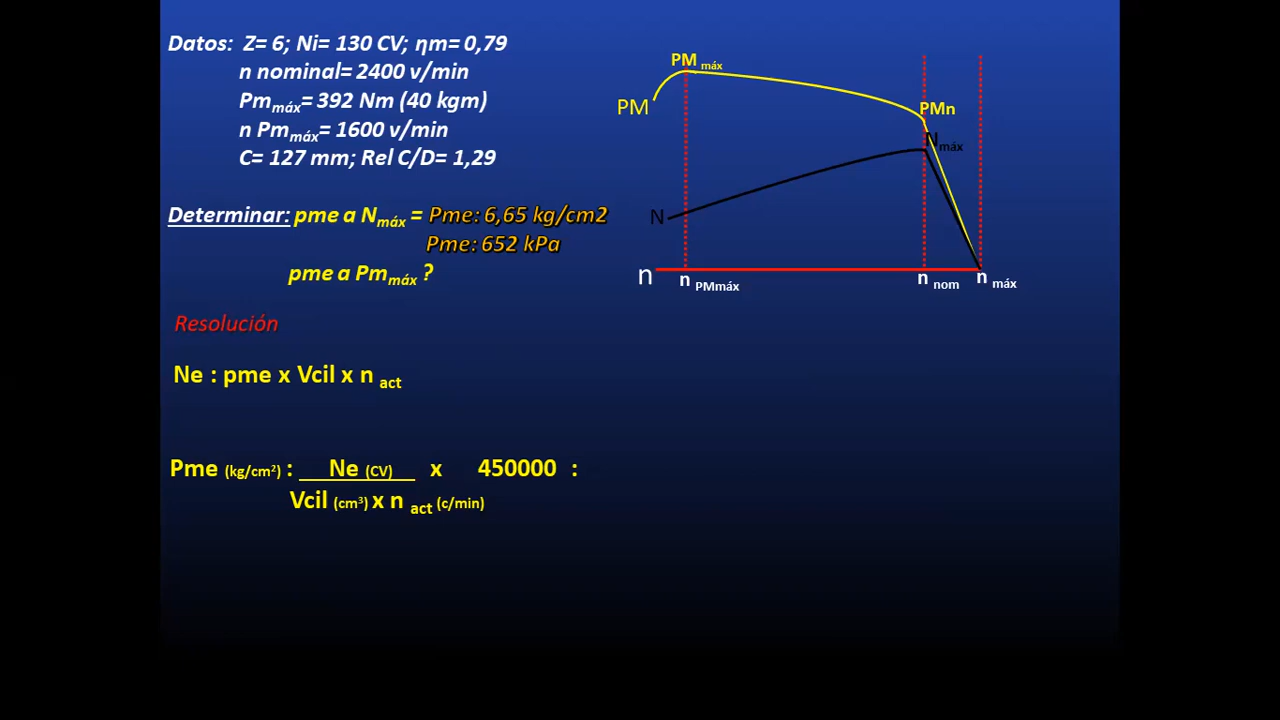 Datos: Z= 6; Ni= 130 CV; ηm= 0,79
n nominal= 2400 v/min
Pmmáx= 392 Nm (40 kgm)
n Pmmáx= 1600 v/min
C= 127 mm; Rel C/D= 1,29
Determinar: pme a Nmáx = Pme: 6,65 kg/cm2
Pme: 652 kPa
pme a Pmmáx ?
PM máx
PM
PMn
Nmáx
N
n
n PMmáx
n nom
n máx
Resolución
Ne : pme x Vcil x n act
Pme (kg/cm²) : Ne (CV) x 450000 :
Vcil (cm³) x n act (c/min)